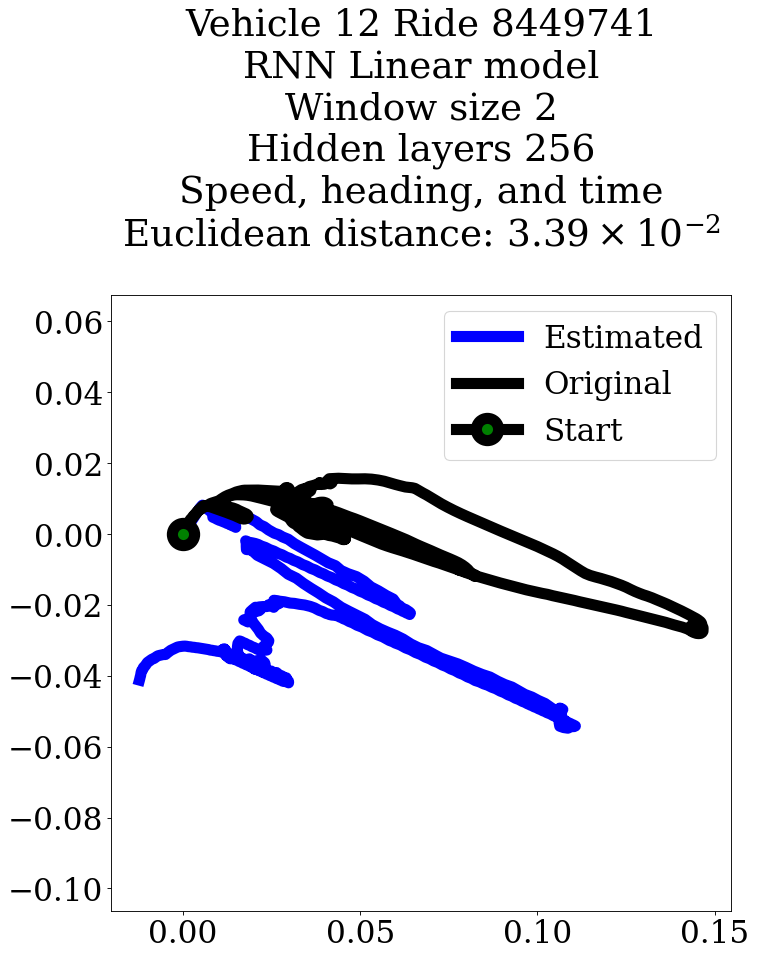 Vehicle 12 Ride 8449741
RNN Linear model
Window size 2
Hidden layers 256
Speed, heading, and time
Euclidean distance: 3.39 × 10⁻²
Estimated
Original
Start
0.06
0.04
0.02
0.00
−0.02
−0.04
−0.06
−0.08
−0.10
0.00 0.05 0.10 0.15